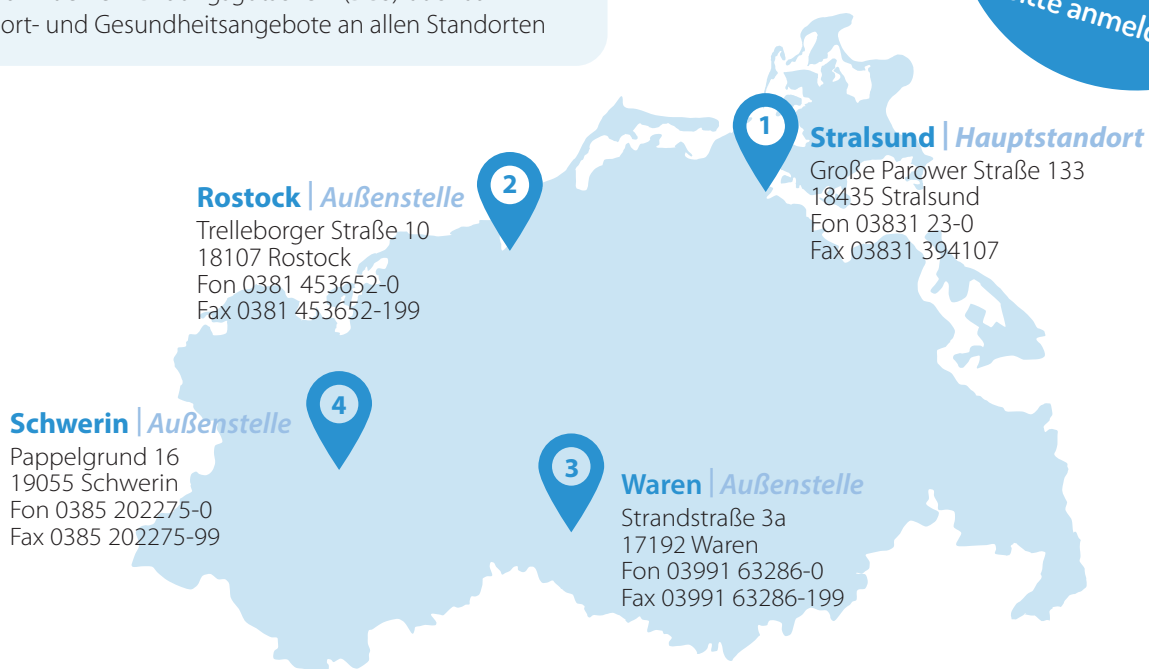 ort- und Gesundheitsangebote an allen Standorten
1
Stralsund | Hauptstandort
Große Parower Straße 133
18435 Stralsund
Fon 03831 23-0
Fax 03831 394107
2
Rostock | Außenstelle
Trelleborger Straße 10
18107 Rostock
Fon 0381 453652-0
Fax 0381 453652-199
4
Schwerin | Außenstelle
Pappelgrund 16
19055 Schwerin
Fon 0385 202275-0
Fax 0385 202275-99
3
Waren | Außenstelle
Strandstraße 3a
17192 Waren
Fon 03991 63286-0
Fax 03991 63286-199